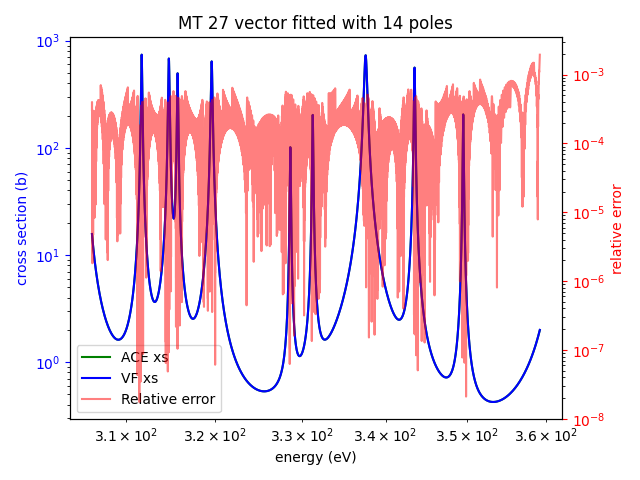 MT 27 vector fitted with 14 poles
10³
10²
10¹
10⁰
cross section (b)
10⁻³
10⁻⁴
10⁻⁵
10⁻⁶
10⁻⁷
10⁻⁸
relative error
ACE xs
VF xs
Relative error
3.1 × 10² 3.2 × 10² 3.3 × 10² 3.4 × 10² 3.5 × 10² 3.6 × 10²
energy (eV)